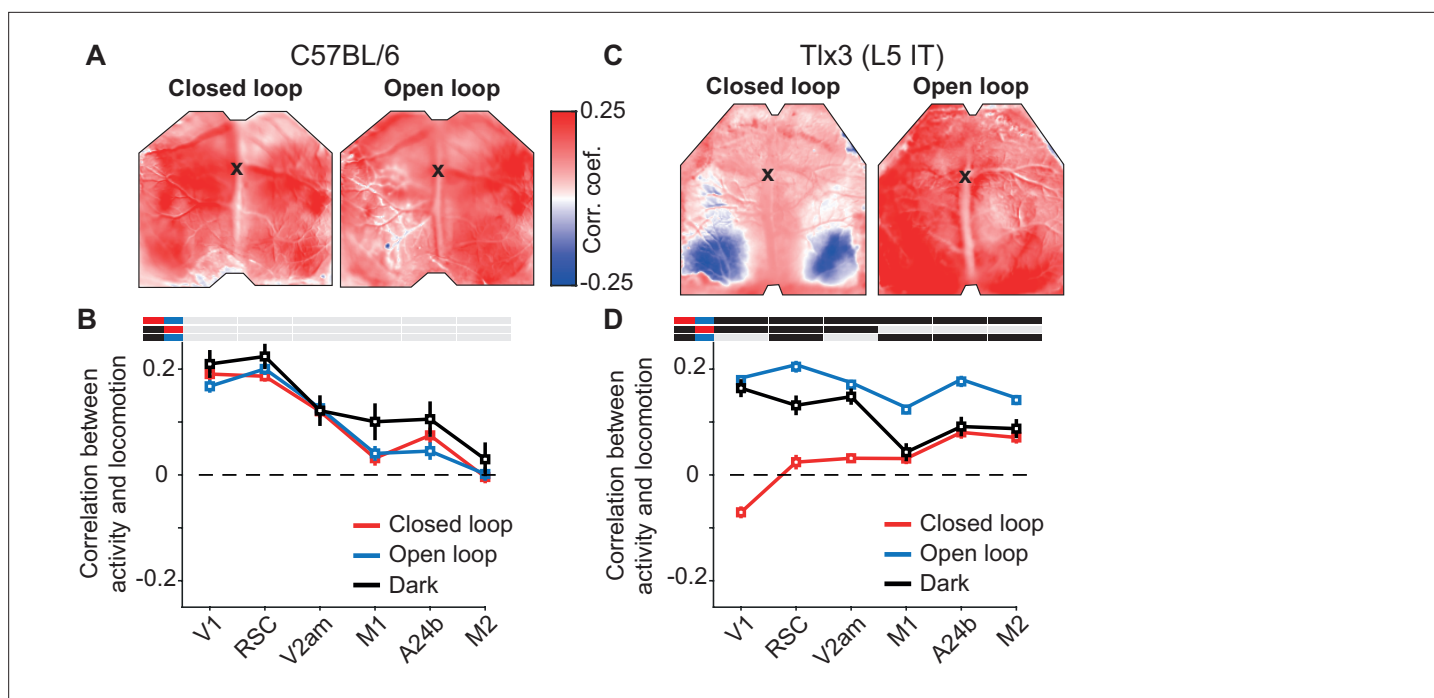 A
C57BL/6
Closed loop
Open loop
x
x
0.25
Corr. coef.
-0.25
C
Tlx3 (L5 IT)
Closed loop
Open loop
x
x
B
Correlation between
activity and locomotion
0.2
0
-0.2
Closed loop
Open loop
Dark
V1
RSC
V2am
M1
A24b
M2
D
Correlation between
activity and locomotion
0.2
0
-0.2
Closed loop
Open loop
Dark
V1
RSC
V2am
M1
A24b
M2